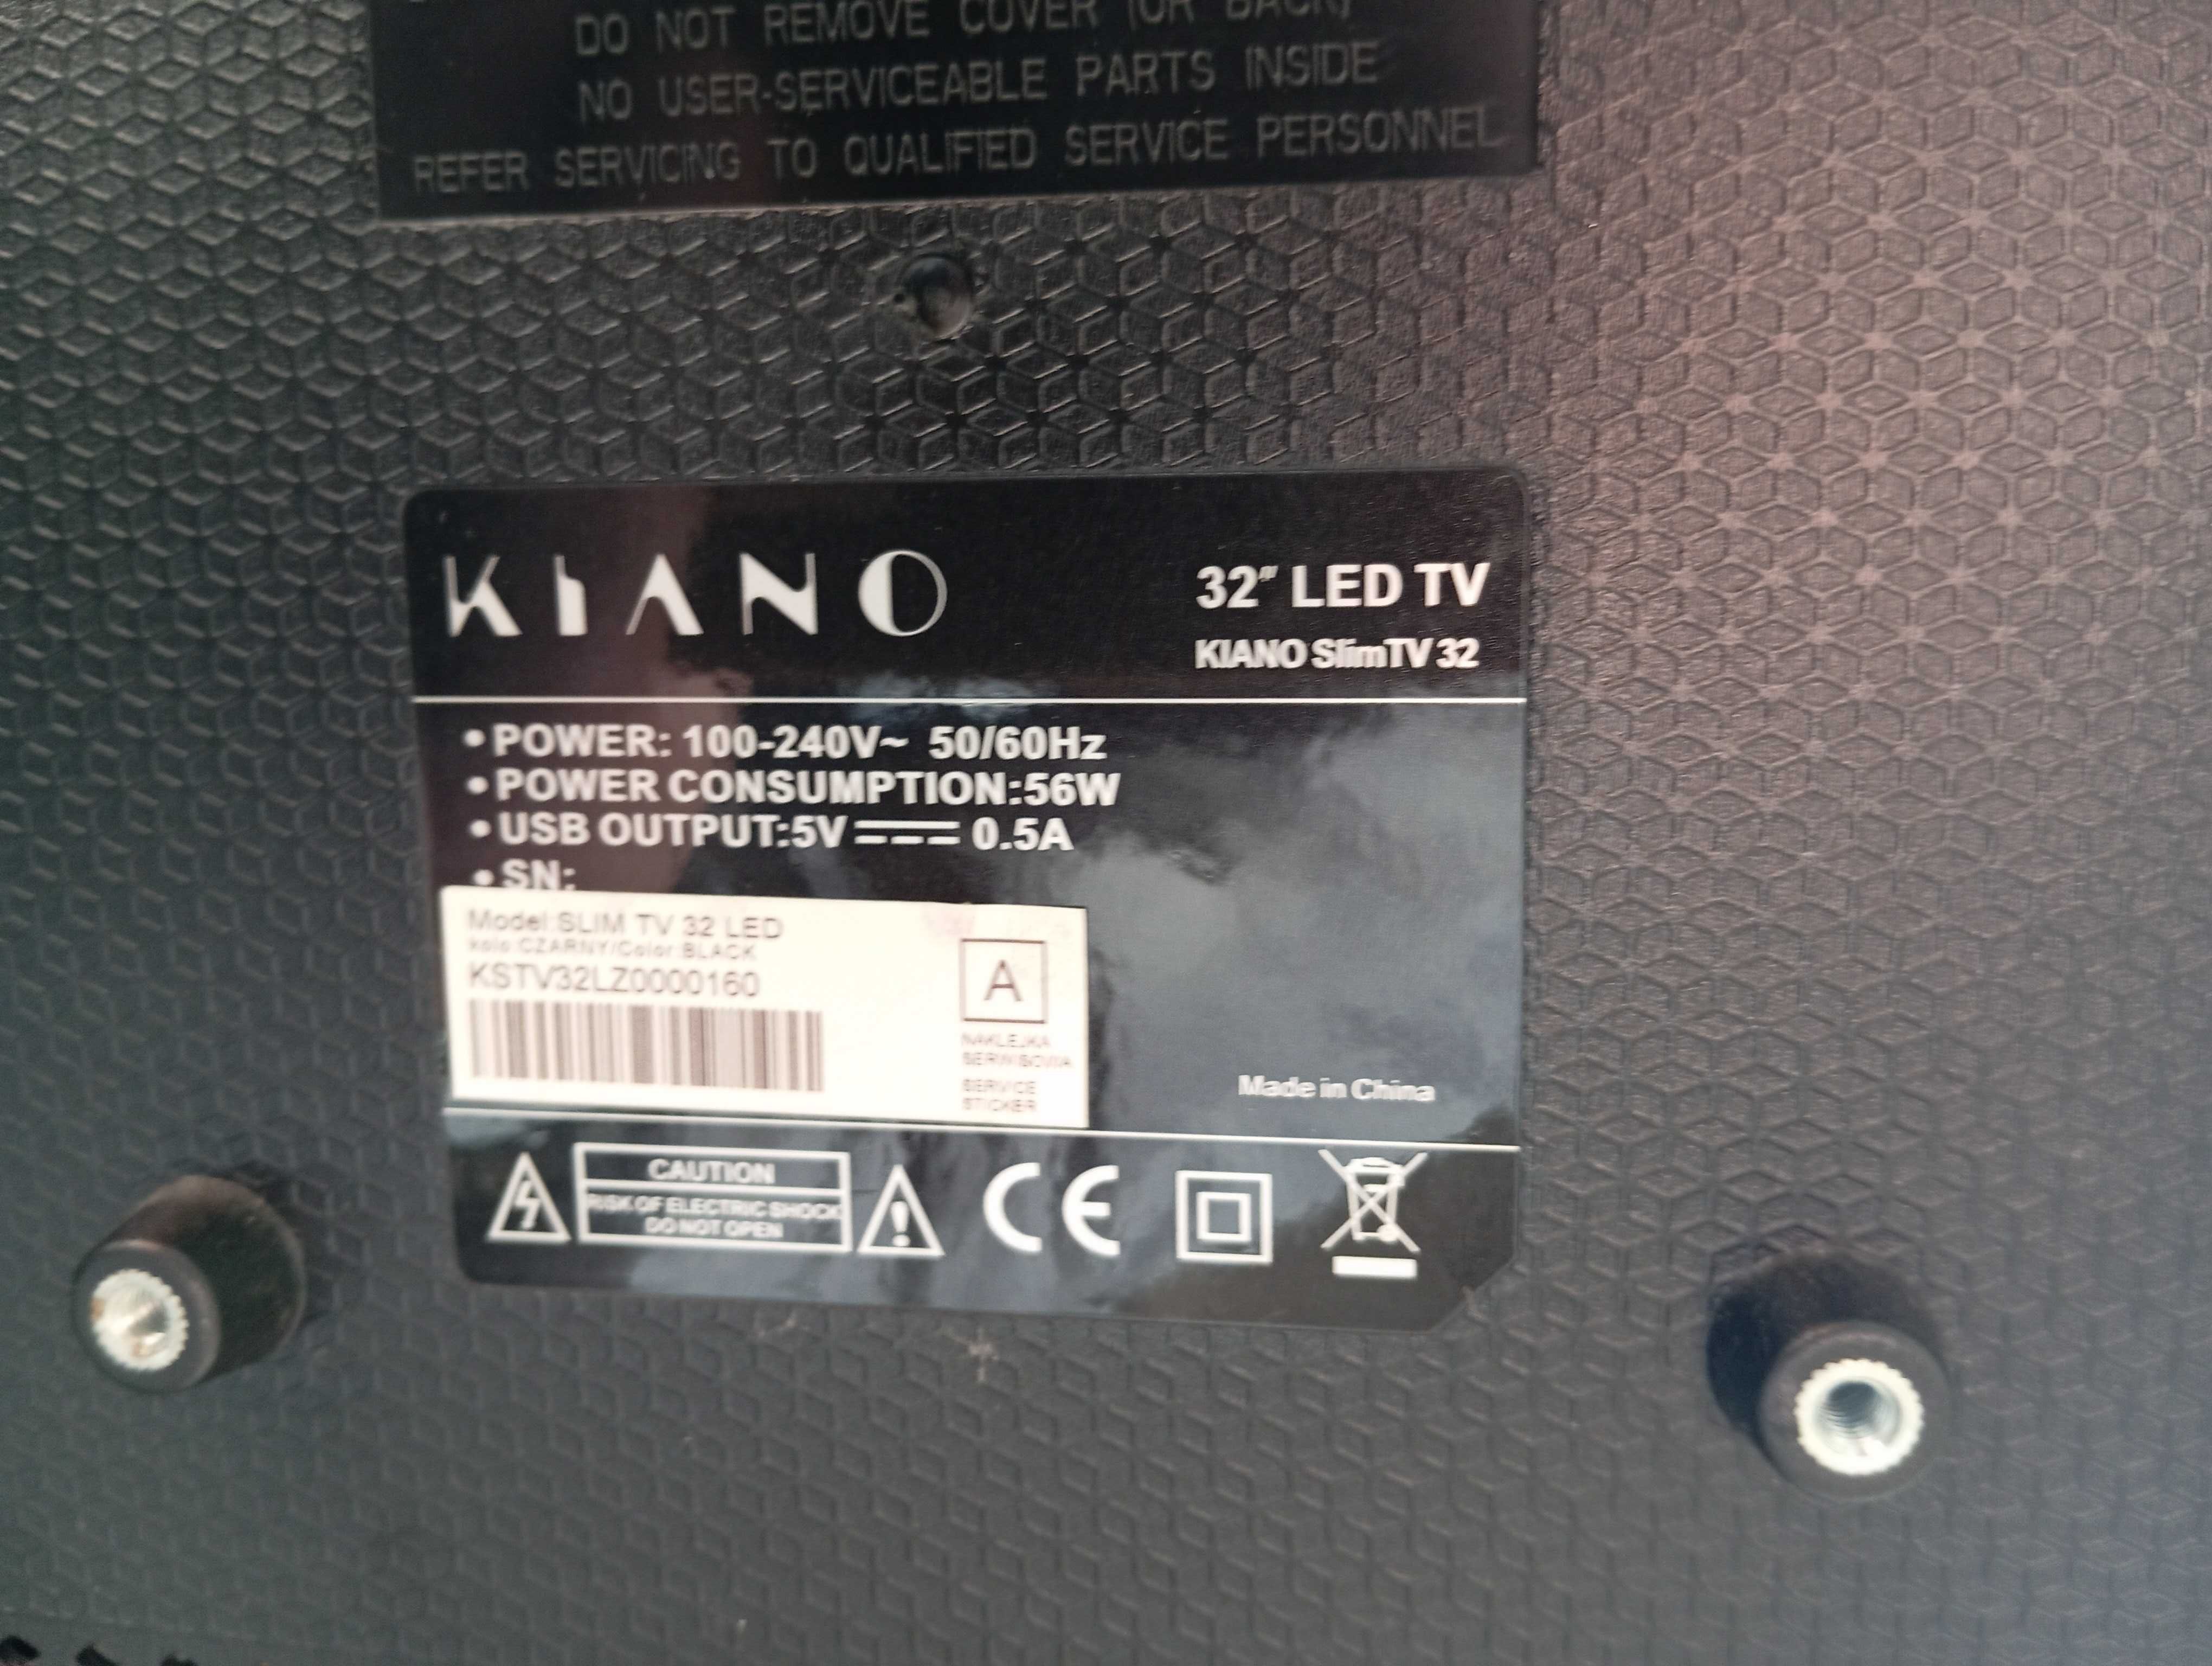 DO NOT REMOVE COVER (OR BACK)
NO USER-SERVICEABLE PARTS INSIDE
REFER SERVICING TO QUALIFIED SERVICE PERSONNEL
KIANO
32" LED TV
KIANO SlimTV 32
• POWER: 100-240V~ 50/60Hz
• POWER CONSUMPTION:56W
• USB OUTPUT:5V 0.5A
• SN:
Model:SLIM TV 32 LED
kolo:CZARNY/Color:BLACK
KSTV32LZ0000160
A
NAKLEJKA
SERWISOWA
SERVICE
STICKER
Made in China
CAUTION
RISK OF ELECTRIC SHOCK
DO NOT OPEN
CE